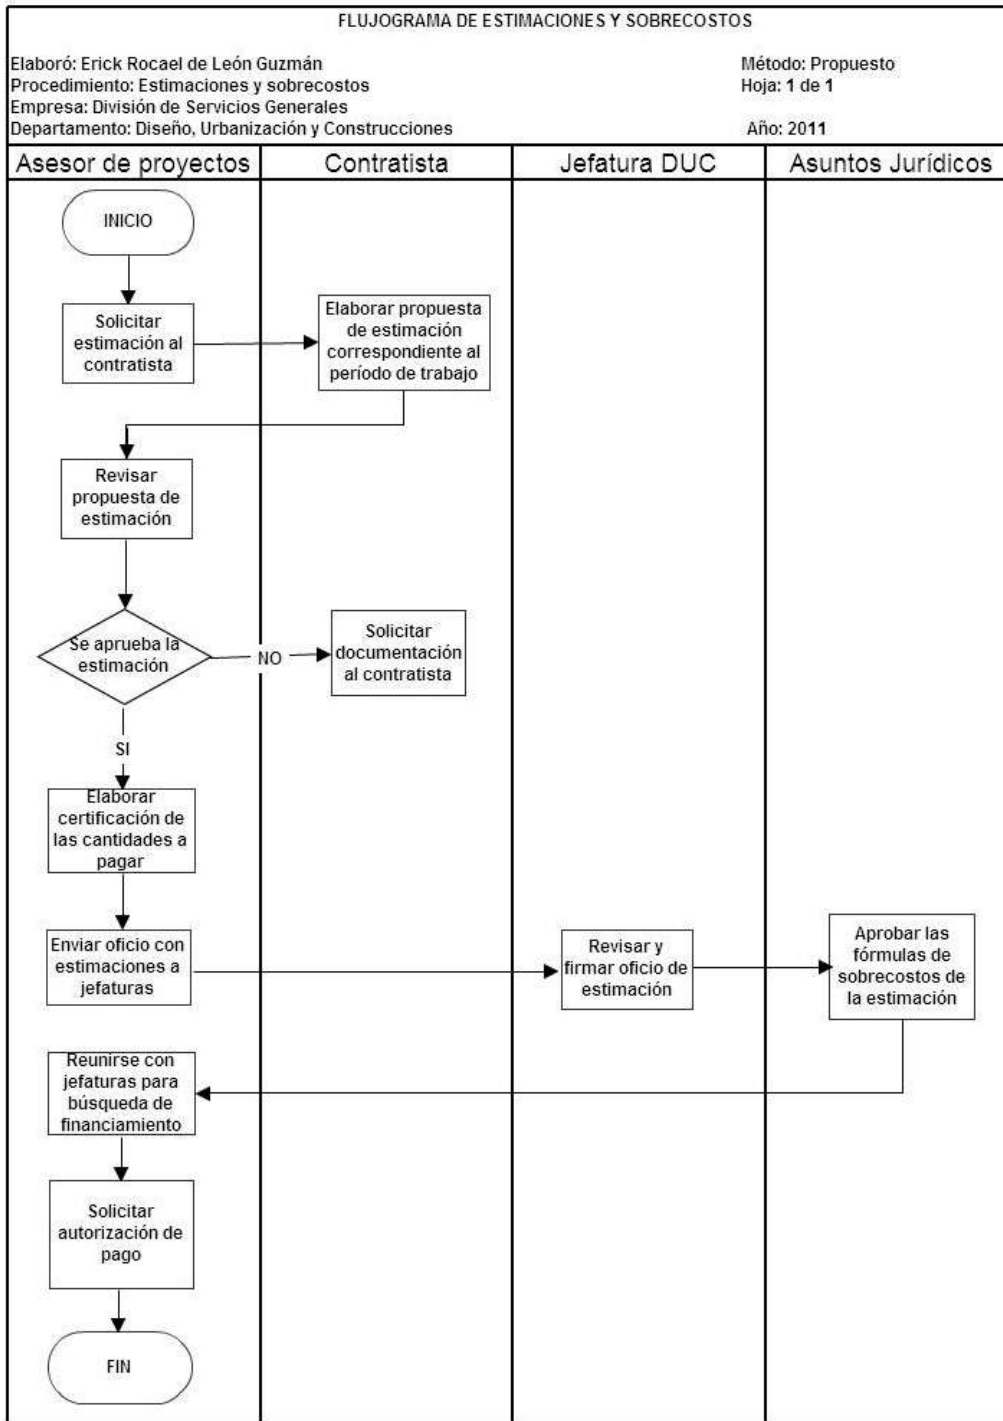 FLUJOGRAMA DE ESTIMACIONES Y SOBRECOSTOS
Elaboró: Erick Rocael de León Guzmán
Método: Propuesto
Procedimiento: Estimaciones y sobrecostos
Hoja: 1 de 1
Empresa: División de Servicios Generales
Departamento: Diseño, Urbanización y Construcciones
Año: 2011
Asesor de proyectos
Contratista
Jefatura DUC
Asuntos Jurídicos
INICIO
Solicitar
estimación al
contratista
Elaborar propuesta
de estimación
correspondiente al
período de trabajo
Revisar
propuesta de
estimación
Se aprueba la
estimación
NO
Solicitar
documentación
al contratista
SI
Elaborar
certificación de
las cantidades a
pagar
Enviar oficio con
estimaciones a
jefaturas
Revisar y
firmar oficio de
estimación
Aprobar las
fórmulas de
sobrecostos de
la estimación
Reunirse con
jefaturas para
búsqueda de
financiamiento
Solicitar
autorización de
pago
FIN